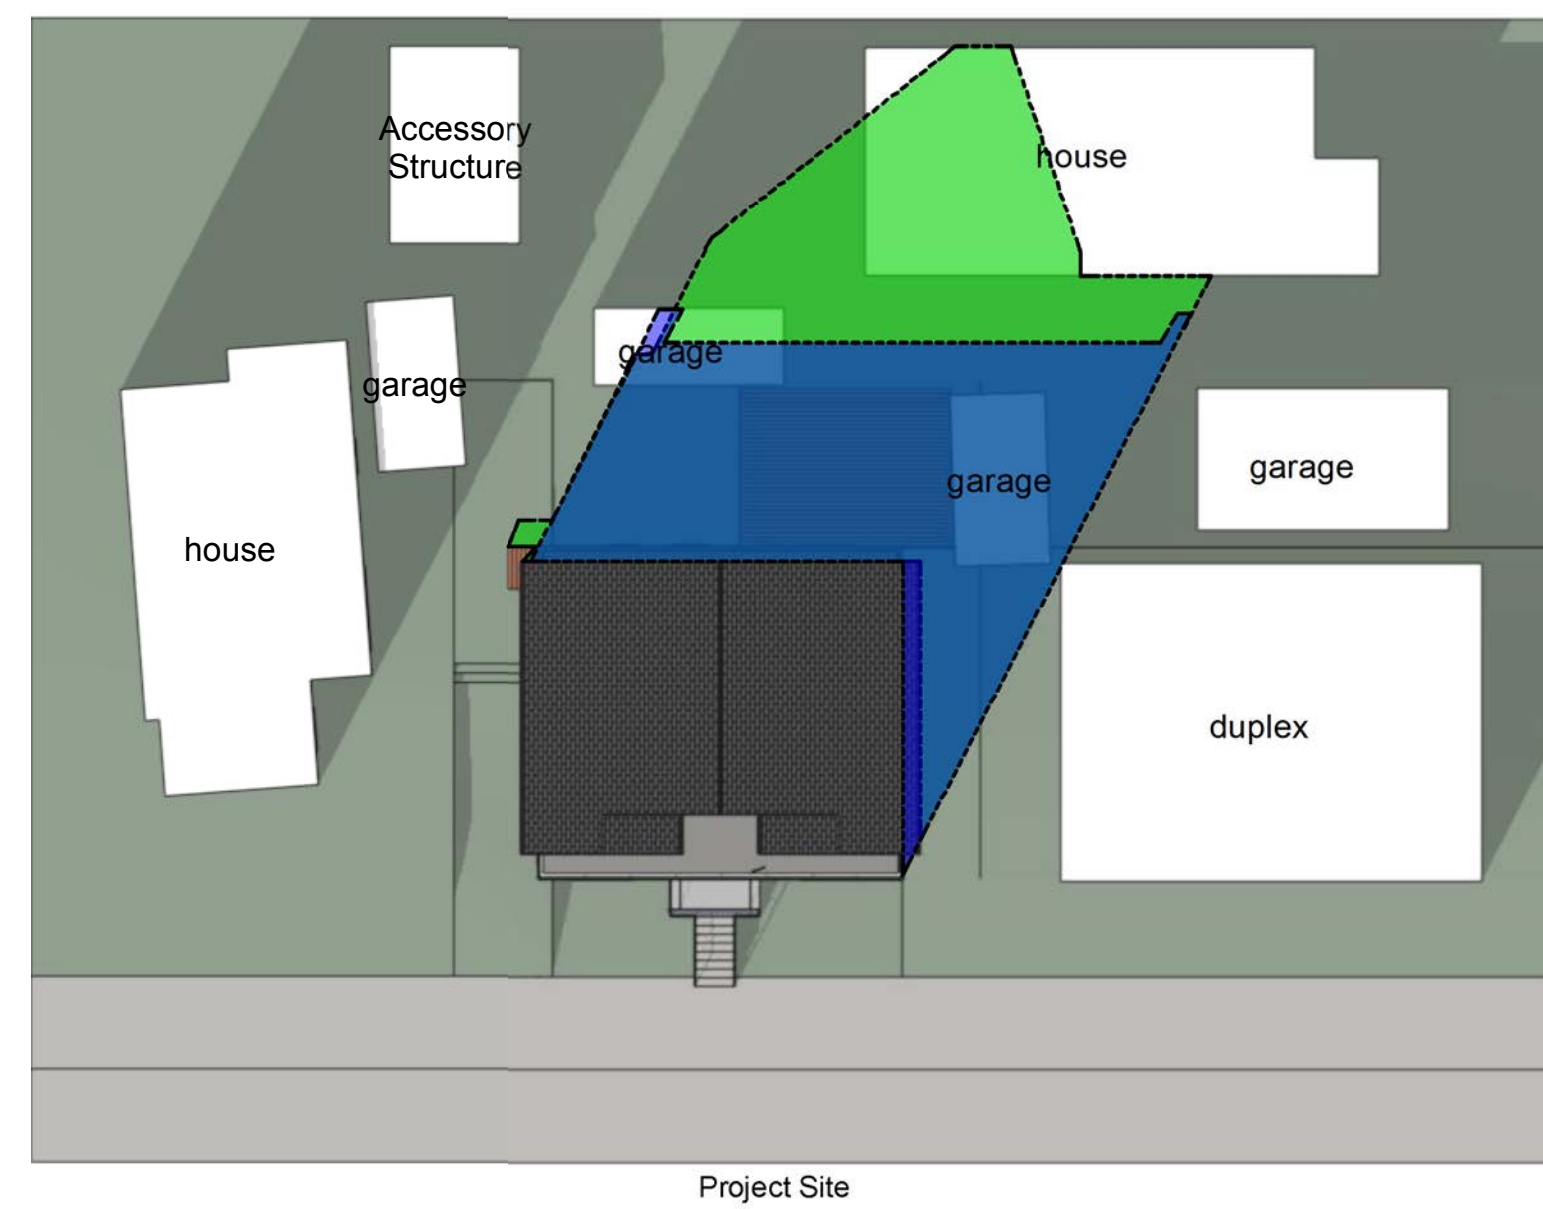 Accessory
Structure
house
garage
garage
garage
garage
house
duplex
Project Site